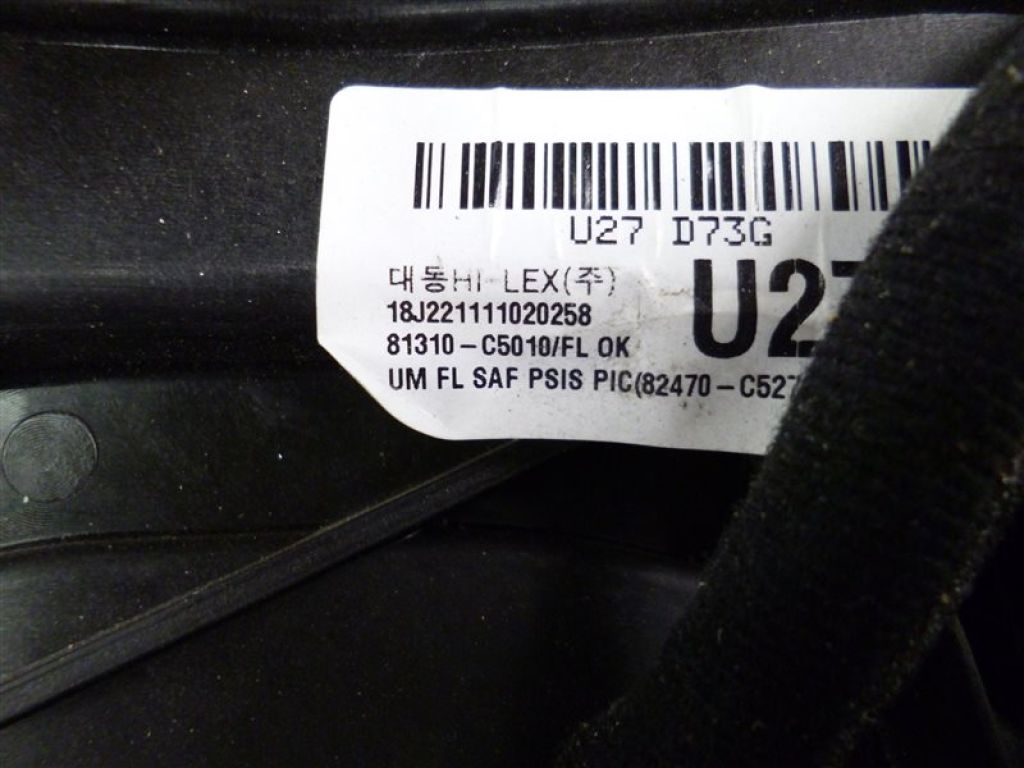 U27 D73G
대동HI-LEX(주)
18J221111020258
U27
81310-C5010/FL OK
UM FL SAF PSIS PIC(82470-C527